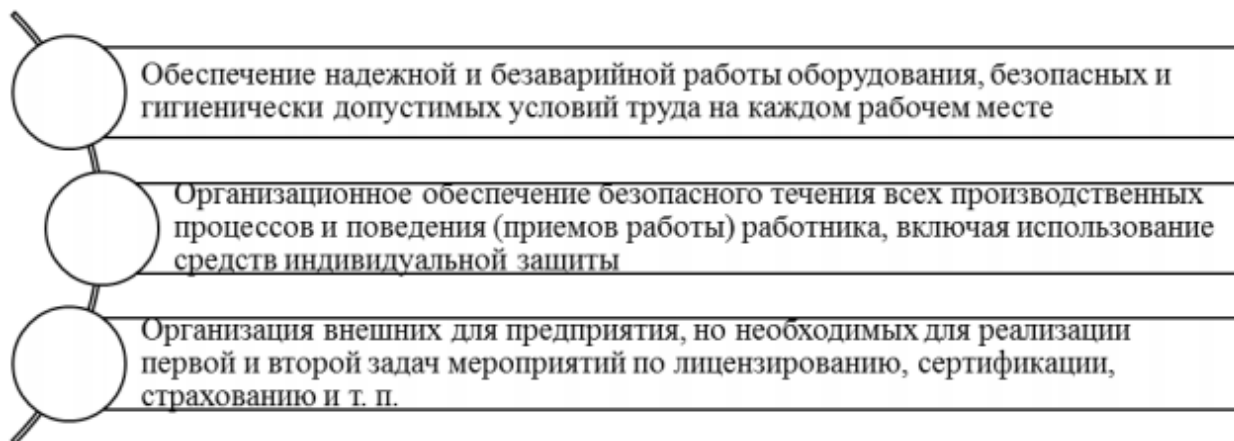 Обеспечение надежной и безаварийной работы оборудования, безопасных и
гигиенически допустимых условий труда на каждом рабочем месте
Организационное обеспечение безопасного течения всех производственных
процессов и поведения (приемов работы) работника, включая использование
средств индивидуальной защиты
Организация внешних для предприятия, но необходимых для реализации
первой и второй задач мероприятий по лицензированию, сертификации,
страхованию и т. п.